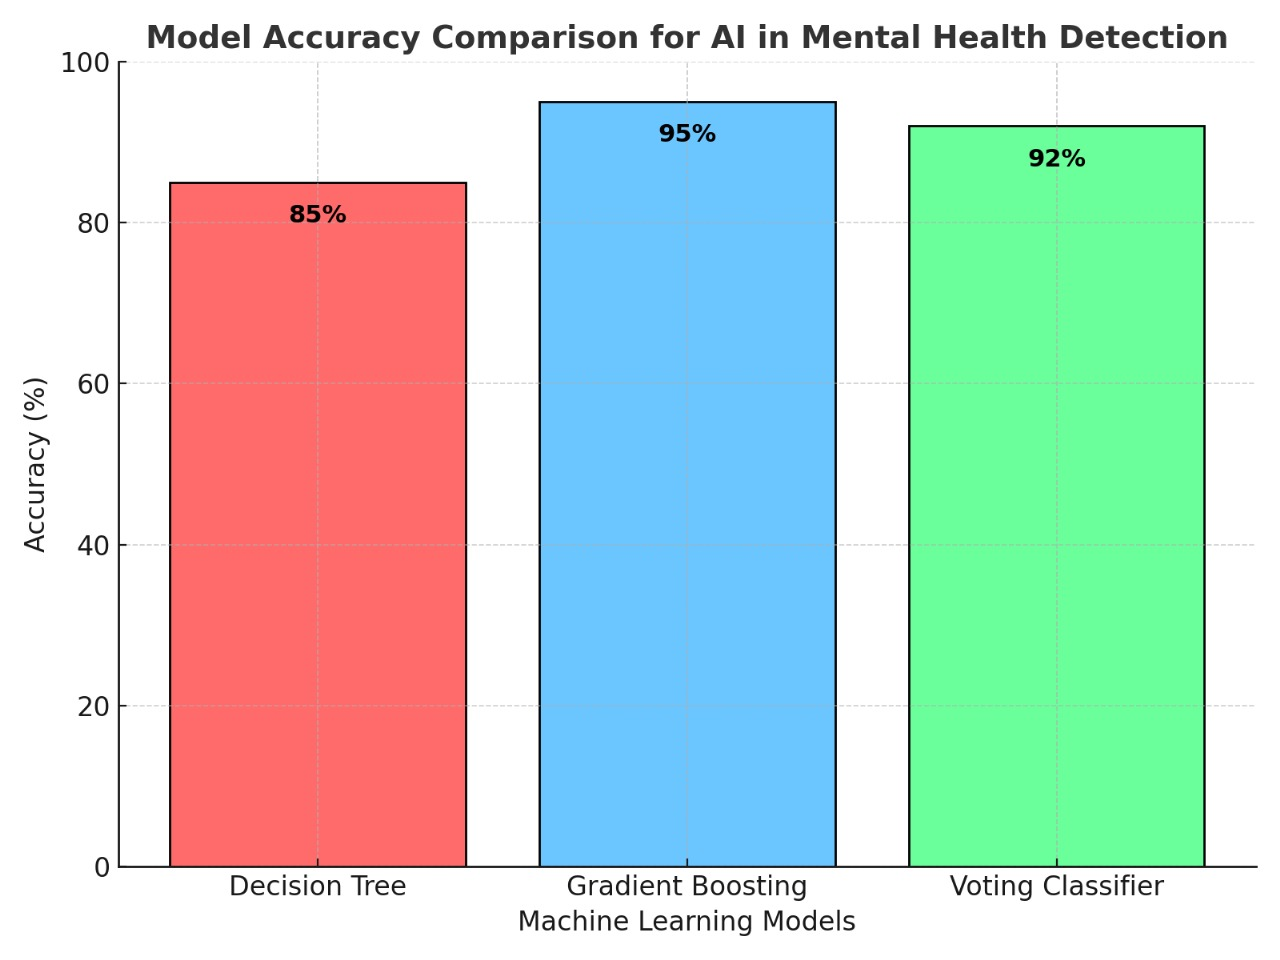 Model Accuracy Comparison for AI in Mental Health Detection
100
80
60
40
20
0
Accuracy (%)
85%
95%
92%
Decision Tree
Gradient Boosting
Voting Classifier
Machine Learning Models